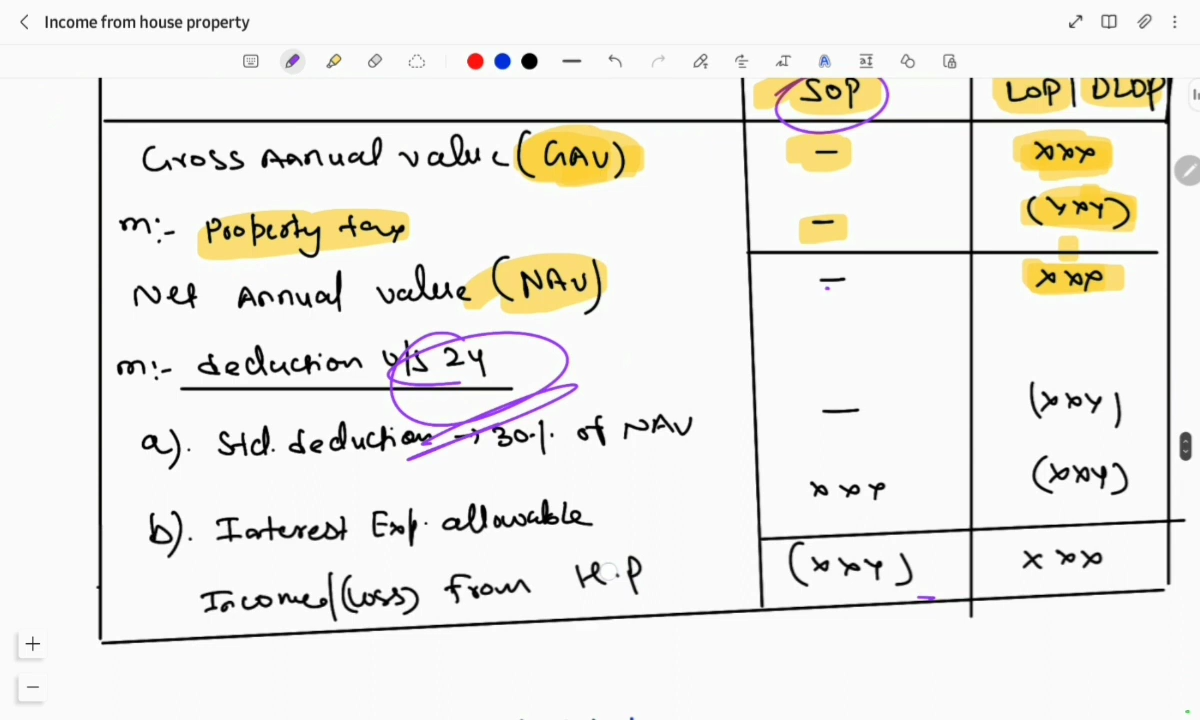 Income from house property
SOP LOP | DLOP
Gross Annual value (GAV) — xxx
m:- Property tax — (xxx)
Net Annual value (NAV) — xxx
m:- deduction u/s 24
a). Std. deduction → 30% of NAV — (xxx)
b). Interest Exp. allowable xxx (xxx)
Income/(loss) from H.P (xxx) xxx